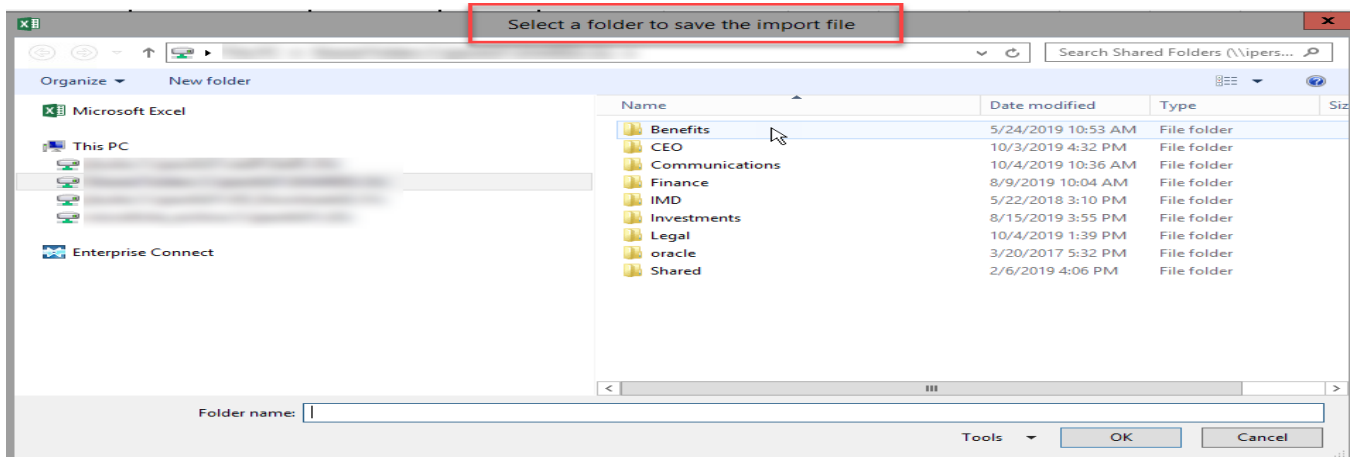 Select a folder to save the import file
Search Shared Folders (\\ipers...
Organize New folder
Microsoft Excel
This PC
Enterprise Connect
Name Date modified Type Siz
Benefits 5/24/2019 10:53 AM File folder
CEO 10/3/2019 4:32 PM File folder
Communications 10/4/2019 10:36 AM File folder
Finance 8/9/2019 10:04 AM File folder
IMD 5/22/2018 3:10 PM File folder
Investments 8/15/2019 3:55 PM File folder
Legal 10/4/2019 1:39 PM File folder
oracle 3/20/2017 5:32 PM File folder
Shared 2/6/2019 4:06 PM File folder
Folder name:
Tools OK Cancel